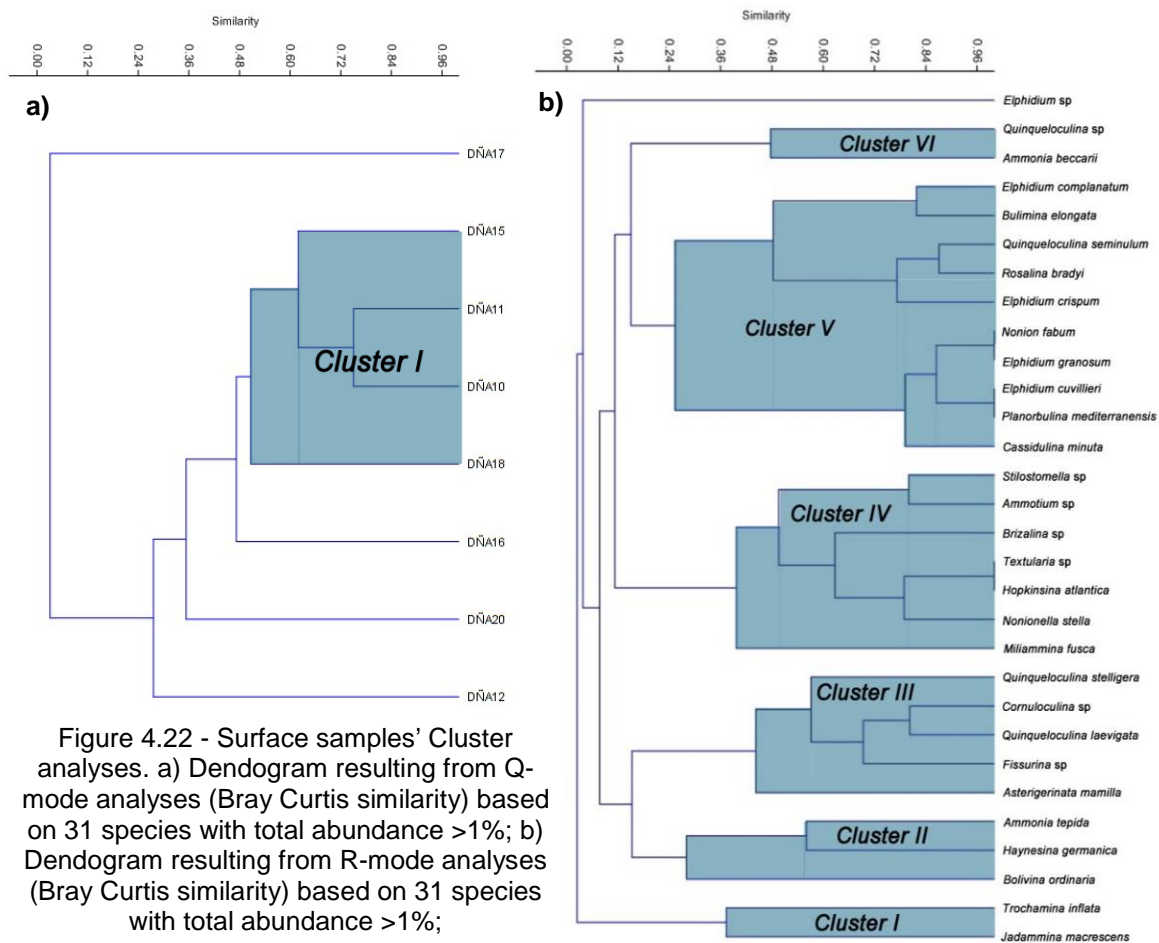 Similarity
0.00
0.12
0.24
0.36
0.48
0.60
0.72
0.84
0.96
a)
DÑA17
DÑA15
DÑA11
DÑA10
DÑA18
DÑA16
DÑA20
DÑA12
Cluster I
Figure 4.22 - Surface samples’ Cluster
analyses. a) Dendogram resulting from Q-
mode analyses (Bray Curtis similarity) based
on 31 species with total abundance >1%; b)
Dendogram resulting from R-mode analyses
(Bray Curtis similarity) based on 31 species
with total abundance >1%;
Similarity
0.00
0.12
0.24
0.36
0.48
0.60
0.72
0.84
0.96
b)
Elphidium sp
Quinqueloculina sp
Cluster VI
Ammonia beccarii
Elphidium complanatum
Bulimina elongata
Quinqueloculina seminulum
Rosalina bradyi
Elphidium crispum
Cluster V
Nonion fabum
Elphidium granosum
Elphidium cuvillieri
Planorbulina mediterranensis
Cassidulina minuta
Stilostomella sp
Ammotium sp
Cluster IV
Brizalina sp
Textularia sp
Hopkinsina atlantica
Nonionella stella
Miliammina fusca
Quinqueloculina stelligera
Cluster III
Cornuloculina sp
Quinqueloculina laevigata
Fissurina sp
Asterigerinata mamilla
Ammonia tepida
Cluster II
Haynesina germanica
Bolivina ordinaria
Trochamina inflata
Cluster I
Jadammina macrescens